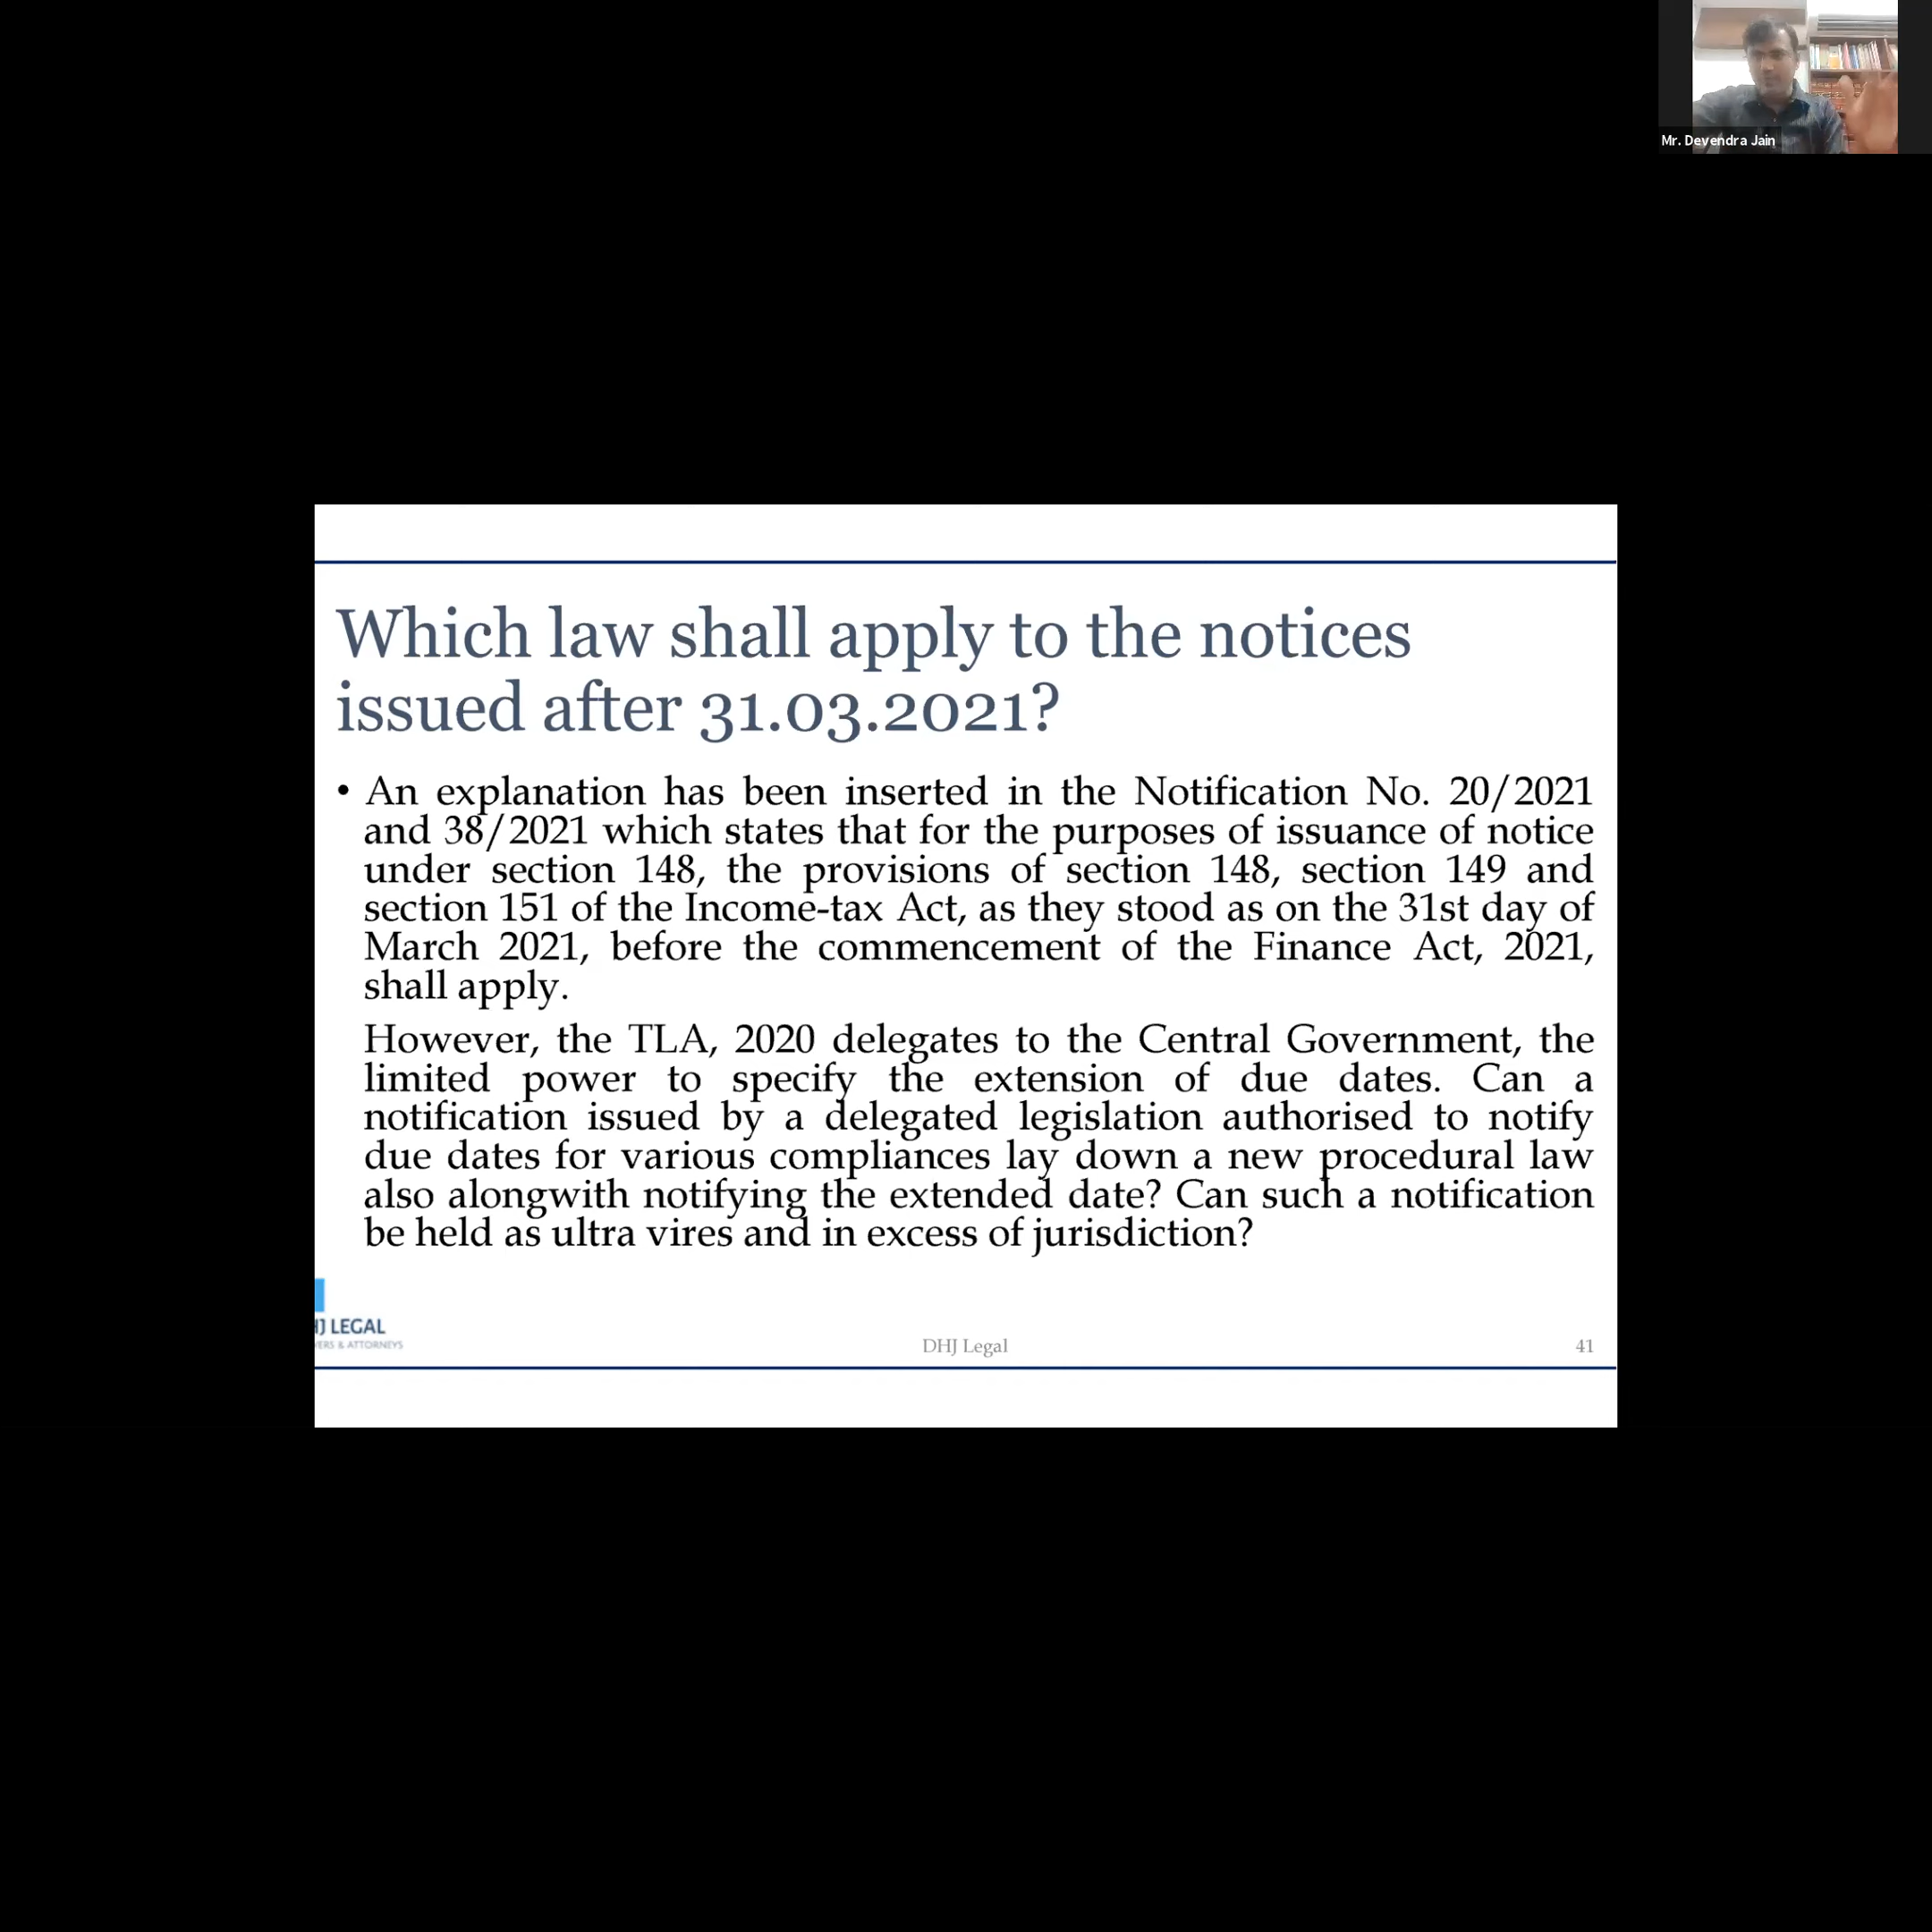 Mr. Devendra Jain
Which law shall apply to the notices
issued after 31.03.2021?
• An explanation has been inserted in the Notification No. 20/2021
and 38/2021 which states that for the purposes of issuance of notice
under section 148, the provisions of section 148, section 149 and
section 151 of the Income-tax Act, as they stood as on the 31st day of
March 2021, before the commencement of the Finance Act, 2021,
shall apply.
However, the TLA, 2020 delegates to the Central Government, the
limited power to specify the extension of due dates. Can a
notification issued by a delegated legislation authorised to notify
due dates for various compliances lay down a new procedural law
also alongwith notifying the extended date? Can such a notification
be held as ultra vires and in excess of jurisdiction?
LEGAL
& ATTORNEYS
DHJ Legal
41